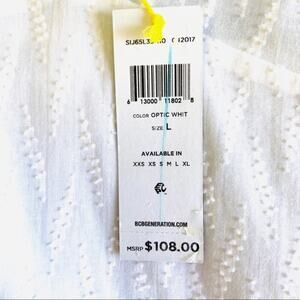 6 13000 11802 8
COLOR OPTIC WHIT
SIZE L
AVAILABLE IN
XXS XS S M L XL
BCBGENERATION.COM
MSRP $108.00